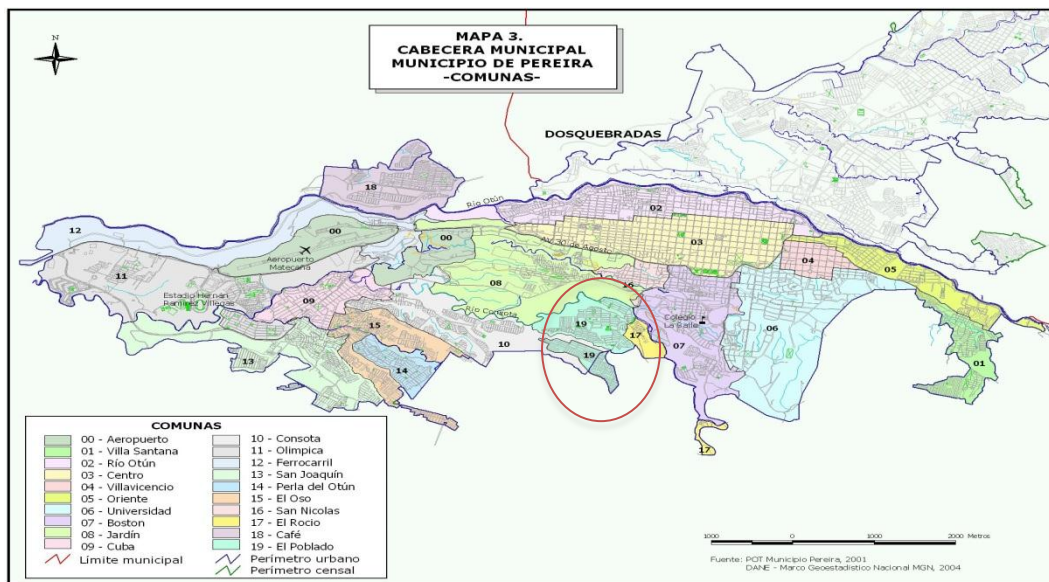 MAPA 3.
CABECERA MUNICIPAL
MUNICIPIO DE PEREIRA
-COMUNAS-
N
DOSQUEBRADAS
18
Río Otún
02
12
00
00
Av 30 de Agosto
03
Aeropuerto
Matecaña
04
05
11
08
16
Estadio Hernán
Ramírez Villegas
09
Río Consota
15
19
Colegio
La Salle
06
17
07
10
19
13
14
01
17
COMUNAS
00 - Aeropuerto
01 - Villa Santana
02 - Río Otún
03 - Centro
04 - Villavicencio
05 - Oriente
06 - Universidad
07 - Boston
08 - Jardín
09 - Cuba
Límite municipal
10 - Consota
11 - Olimpica
12 - Ferrocarril
13 - San Joaquín
14 - Perla del Otún
15 - El Oso
16 - San Nicolas
17 - El Rocio
18 - Café
19 - El Poblado
Perímetro urbano
Perímetro censal
1000 0 1000 2000 Metros
Fuente: POT Municipio Pereira, 2001
DANE - Marco Geoestadistico Nacional MGN, 2004